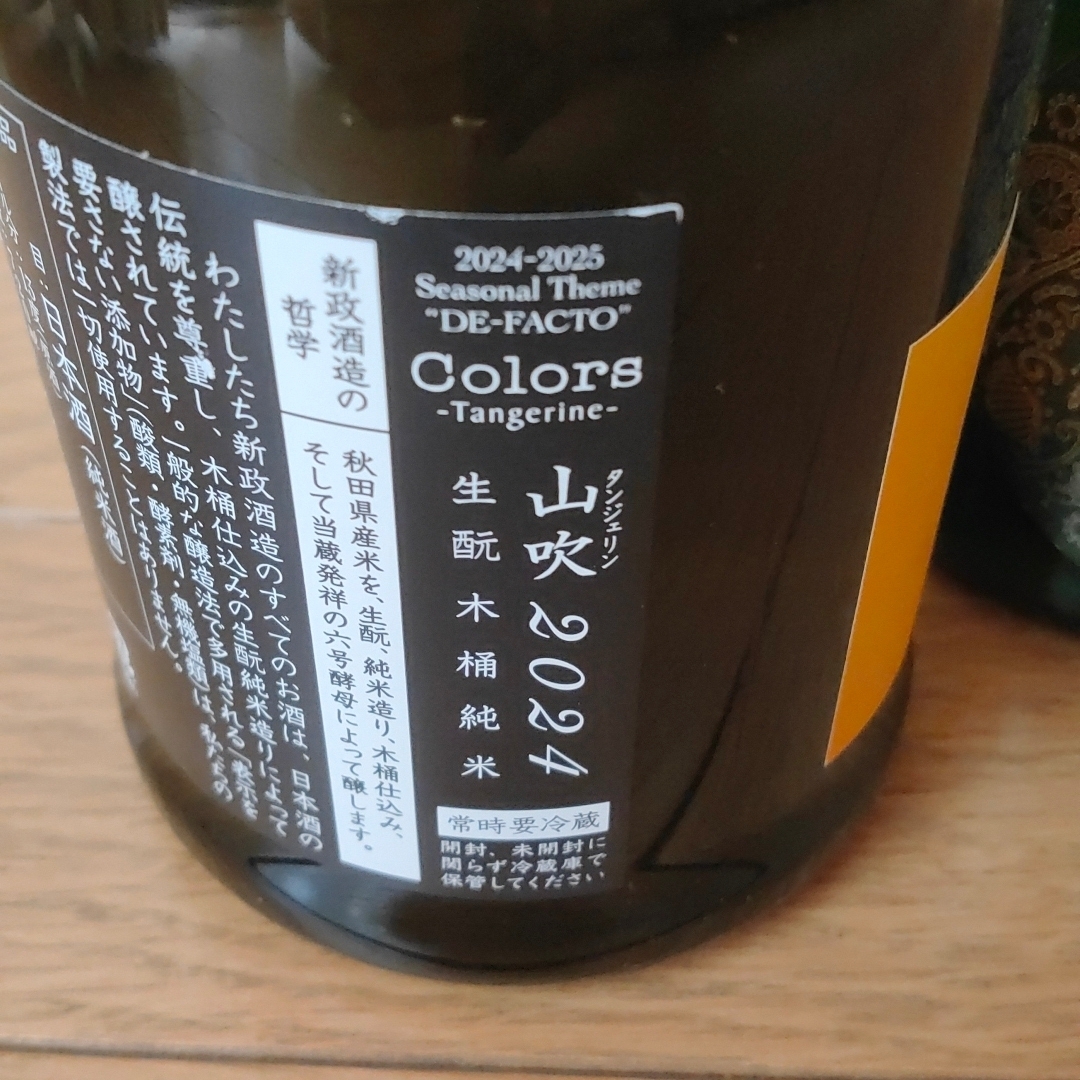 2024-2025
Seasonal Theme
"DE-FACTO"
Colors
-Tangerine-
タンジェリン
山吹 2024
生酛木桶純米
常時要冷蔵
開封、未開封に
関らず冷蔵庫で
保管してください
新政酒造の
哲学
秋田県産米を、生酛、純米造り、木桶仕込み、
そして当蔵発祥の六号酵母によって醸します。
わたしたち新政酒造のすべてのお酒は、日本酒の
伝統を尊重し、木桶仕込みの生酛純米造りによって
醸されています。一般的な醸造法で多用される「表示を
要さない添加物」(酸類・酵素剤・無機塩類)は、私たちの
製法では一切使用することはありません。
目:日本酒(純米酒)
品